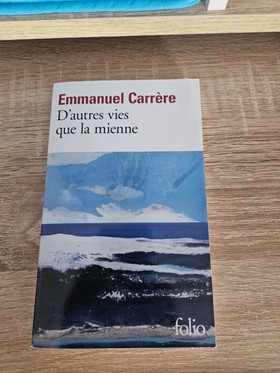 Emmanuel Carrère
D'autres vies
que la mienne
folio